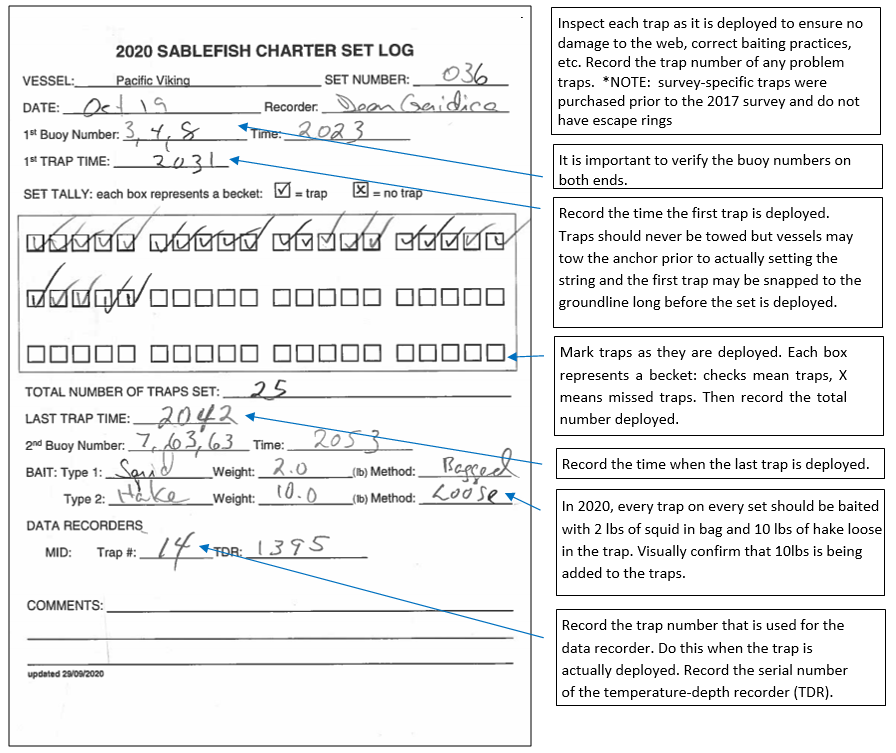 2020 SABLEFISH CHARTER SET LOG
VESSEL: Pacific Viking SET NUMBER: 036
DATE: Oct 19 Recorder:
1st Buoy Number: 3, 4, 8 Time: 2023
1st TRAP TIME: 2031
SET TALLY: each box represents a becket: ☑ = trap ☒ = no trap
TOTAL NUMBER OF TRAPS SET: 25
LAST TRAP TIME: 2042
2nd Buoy Number: 7, 63, 63 Time: 2053
BAIT: Type 1: Squid Weight: 2.0 (lb) Method: Bagged
Type 2: Hake Weight: 10.0 (lb) Method: Loose
DATA RECORDERS
MID: Trap #: 14 TDR: 1395
COMMENTS:
updated 29/09/2020
Inspect each trap as it is deployed to ensure no
damage to the web, correct baiting practices,
etc. Record the trap number of any problem
traps. *NOTE: survey-specific traps were
purchased prior to the 2017 survey and do not
have escape rings
It is important to verify the buoy numbers on
both ends.
Record the time the first trap is deployed.
Traps should never be towed but vessels may
tow the anchor prior to actually setting the
string and the first trap may be snapped to the
groundline long before the set is deployed.
Mark traps as they are deployed. Each box
represents a becket: checks mean traps, X
means missed traps. Then record the total
number deployed.
Record the time when the last trap is deployed.
In 2020, every trap on every set should be baited
with 2 lbs of squid in bag and 10 lbs of hake loose
in the trap. Visually confirm that 10lbs is being
added to the traps.
Record the trap number that is used for the
data recorder. Do this when the trap is
actually deployed. Record the serial number
of the temperature-depth recorder (TDR).